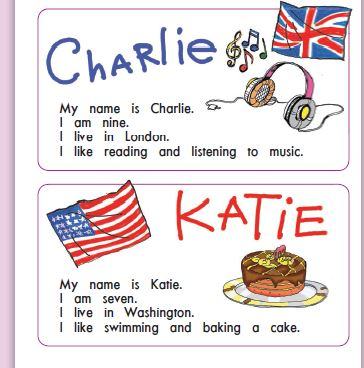 CHARlie
My name is Charlie.
I am nine.
I live in London.
I like reading and listening to music.
KATiE
My name is Katie.
I am seven.
I live in Washington.
I like swimming and baking a cake.